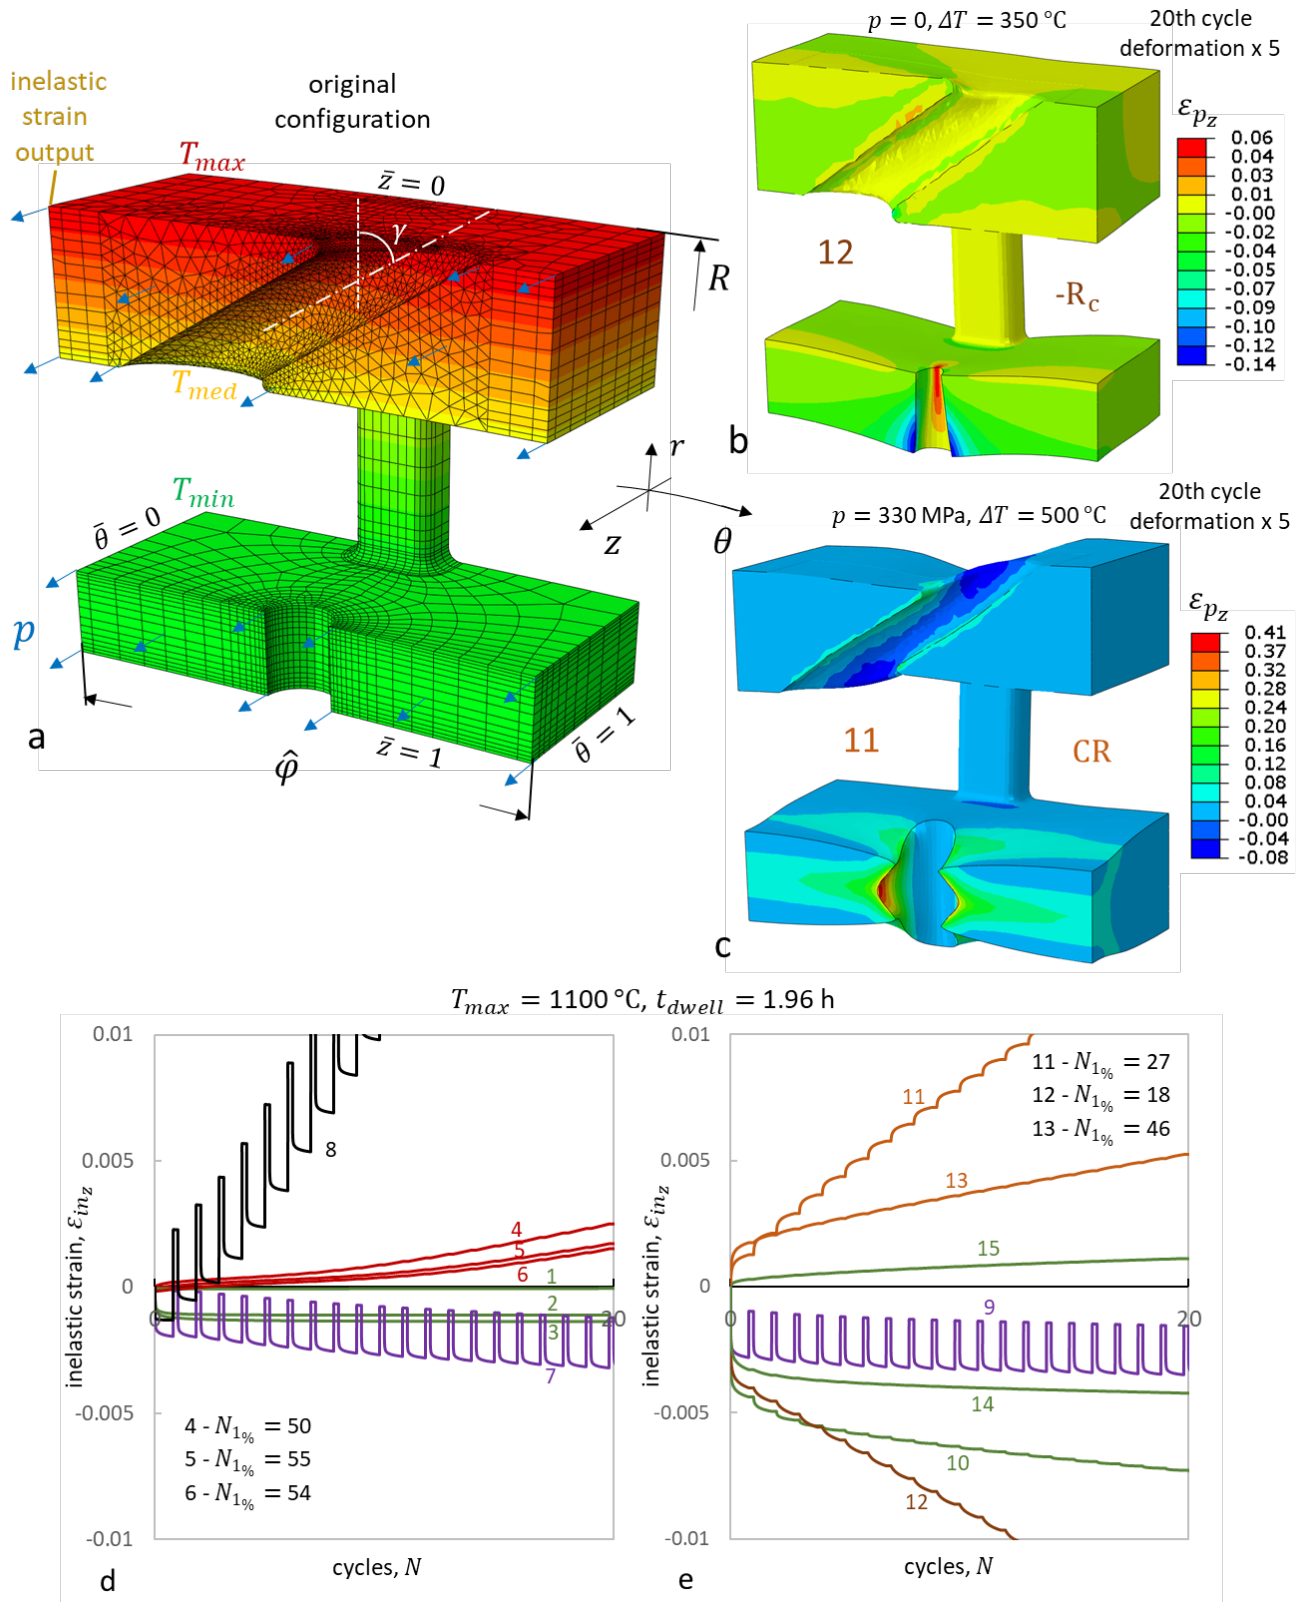 inelastic
strain
output
original
configuration
T_max
z̄ = 0
γ
R
T_med
T_min
θ̄ = 0
r
z
θ
p
z̄ = 1
θ̄ = 1
φ̂
a
p = 0, ΔT = 350 °C
20th cycle
deformation x 5
ε_p_z
0.06
0.04
0.03
0.01
-0.00
-0.02
-0.04
-0.05
-0.07
-0.09
-0.10
-0.12
-0.14
12
-R_c
b
p = 330 MPa, ΔT = 500 °C
20th cycle
deformation x 5
ε_p_z
0.41
0.37
0.32
0.28
0.24
0.20
0.16
0.12
0.08
0.04
-0.00
-0.04
-0.08
11
CR
c
T_max = 1100 °C, t_dwell = 1.96 h
0.01
0.005
0
-0.005
-0.01
inelastic strain, ε_in_z
8
4
5
6
1
2
3
7
0
20
4 - N_1% = 50
5 - N_1% = 55
6 - N_1% = 54
cycles, N
d
0.01
0.005
0
-0.005
-0.01
inelastic strain, ε_in_z
11 - N_1% = 27
12 - N_1% = 18
13 - N_1% = 46
11
13
15
9
14
10
12
0
20
cycles, N
e